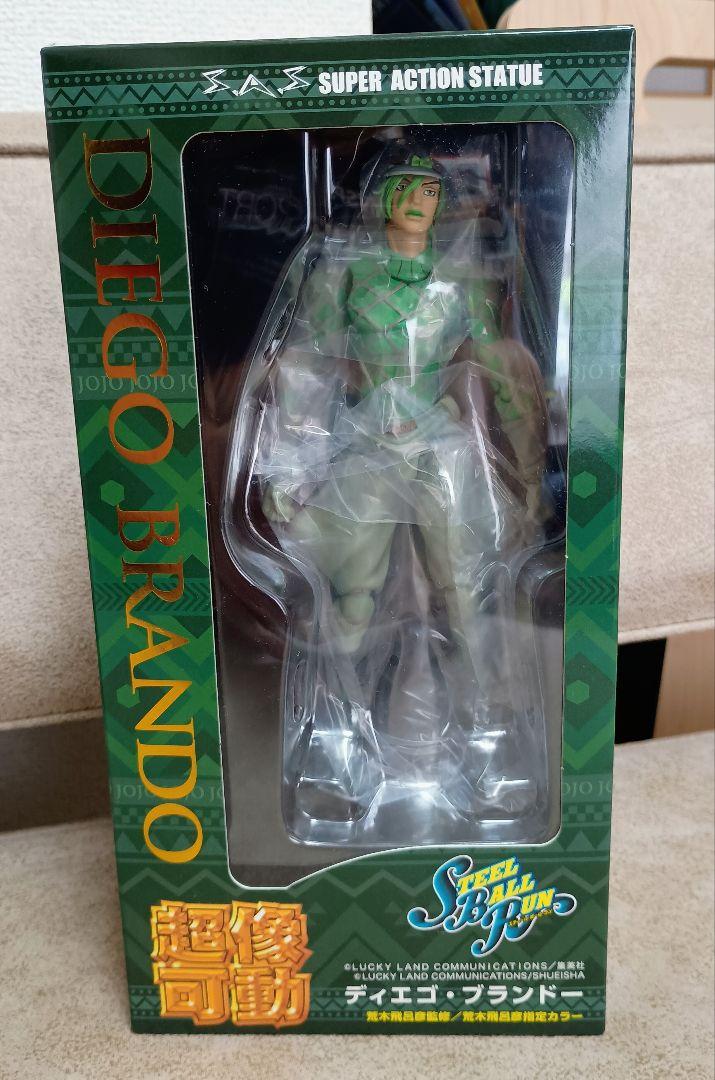 S.A.S SUPER ACTION STATUE
DIEGO BRANDO
JOJO JOJO JO
JOJO JOJO JO
STEEL
BALL
RUN
超像
可動
©LUCKY LAND COMMUNICATIONS/集英社
©LUCKY LAND COMMUNICATIONS/SHUEISHA
ディエゴ・ブランドー
荒木飛呂彦監修/荒木飛呂彦指定カラー